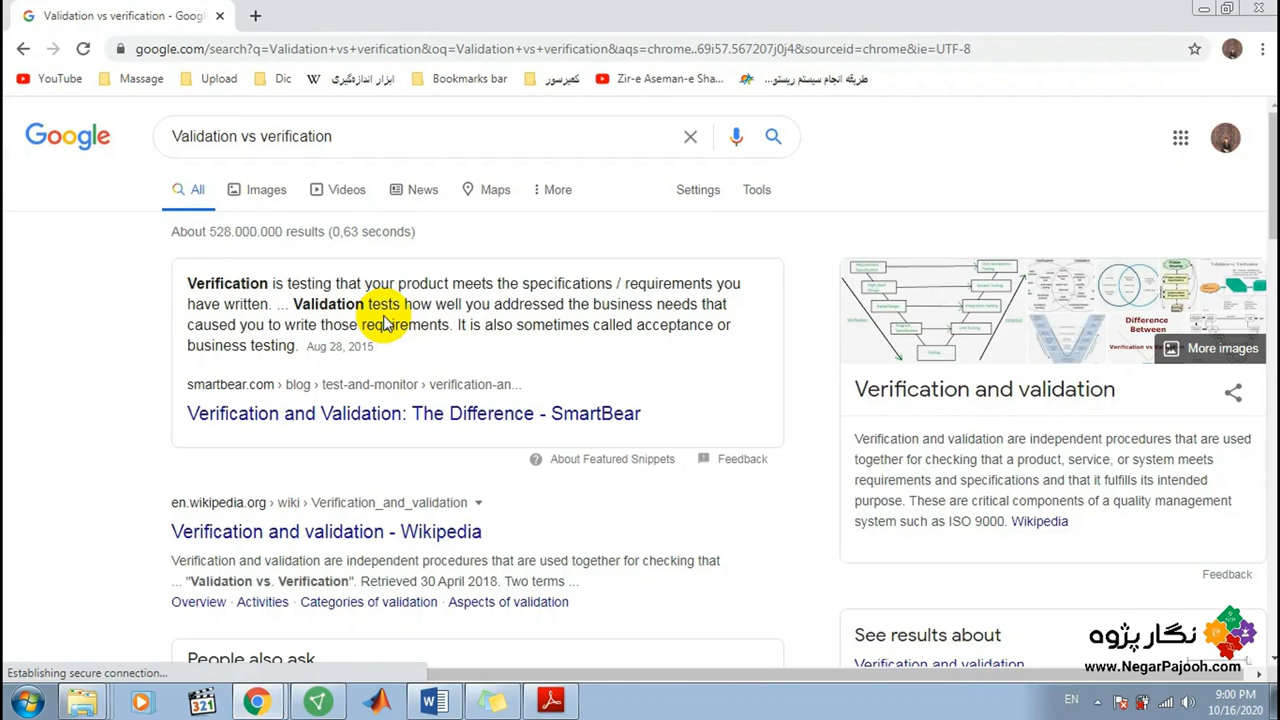 Validation vs verification - Goog
google.com/search?q=Validation+vs+verification&oq=Validation+vs+verification&aqs=chrome..69i57.567207j0j4&sourceid=chrome&ie=UTF-8
YouTube Massage Upload Dic ابزار اندازه‌گیری Bookmarks bar کمپرسور Zir-e Aseman-e Sha... طریقه انجام سیستم ریستو...
Google
Validation vs verification
All Images Videos News Maps More Settings Tools
About 528.000.000 results (0,63 seconds)
Verification is testing that your product meets the specifications / requirements you
have written. ... Validation tests how well you addressed the business needs that
caused you to write those requirements. It is also sometimes called acceptance or
business testing. Aug 28, 2015
smartbear.com › blog › test-and-monitor › verification-an...
Verification and Validation: The Difference - SmartBear
About Featured Snippets Feedback
en.wikipedia.org › wiki › Verification_and_validation
Verification and validation - Wikipedia
Verification and validation are independent procedures that are used together for checking that
... "Validation vs. Verification". Retrieved 30 April 2018. Two terms ...
Overview · Activities · Categories of validation · Aspects of validation
People also ask
Difference
Between
More images
Verification and validation
Verification and validation are independent procedures that are used
together for checking that a product, service, or system meets
requirements and specifications and that it fulfills its intended
purpose. These are critical components of a quality management
system such as ISO 9000. Wikipedia
Feedback
See results about
Verification and validation
نگار پژوه
www.NegarPajooh.com
Establishing secure connection...
321
EN
9:00 PM
10/16/2020